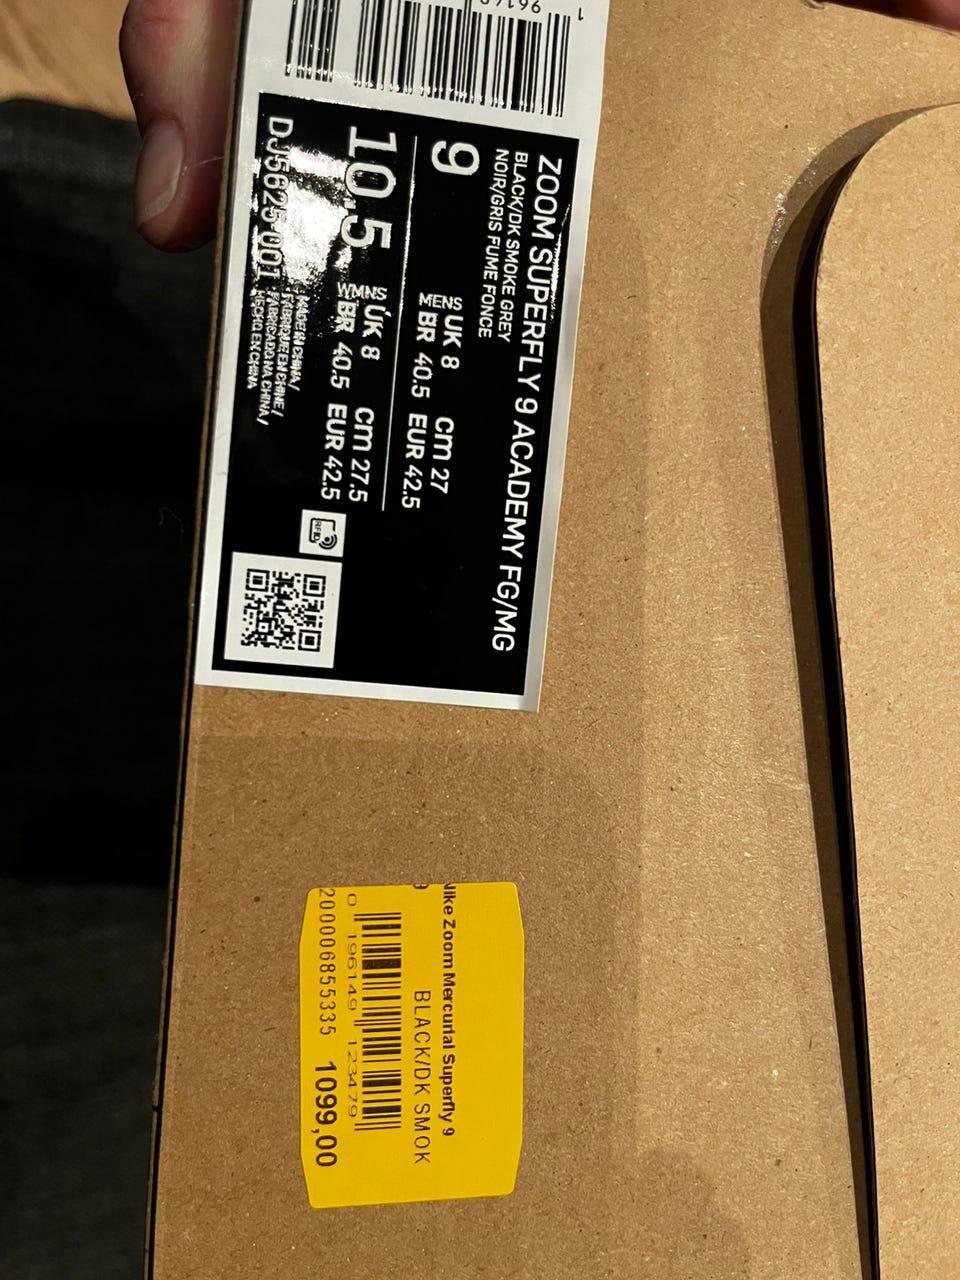 ZOOM SUPERFLY 9 ACADEMY FG/MG
BLACK/DK SMOKE GREY
NOIR/GRIS FUME FONCE
9
MENS
UK 8 cm 27
BR 40.5 EUR 42.5
10.5
WMNS
UK 8 cm 27.5
BR 40.5 EUR 42.5
DJ5625 001
MADE IN CHINA/
FABRIQUE EN CHINE /
FABRICADO NA CHINA /
HECHO EN CHINA
RFID
Nike Zoom Mercurial Superfly 9
BLACK/DK SMOK
0 196149 123479
200006855335 1099,00